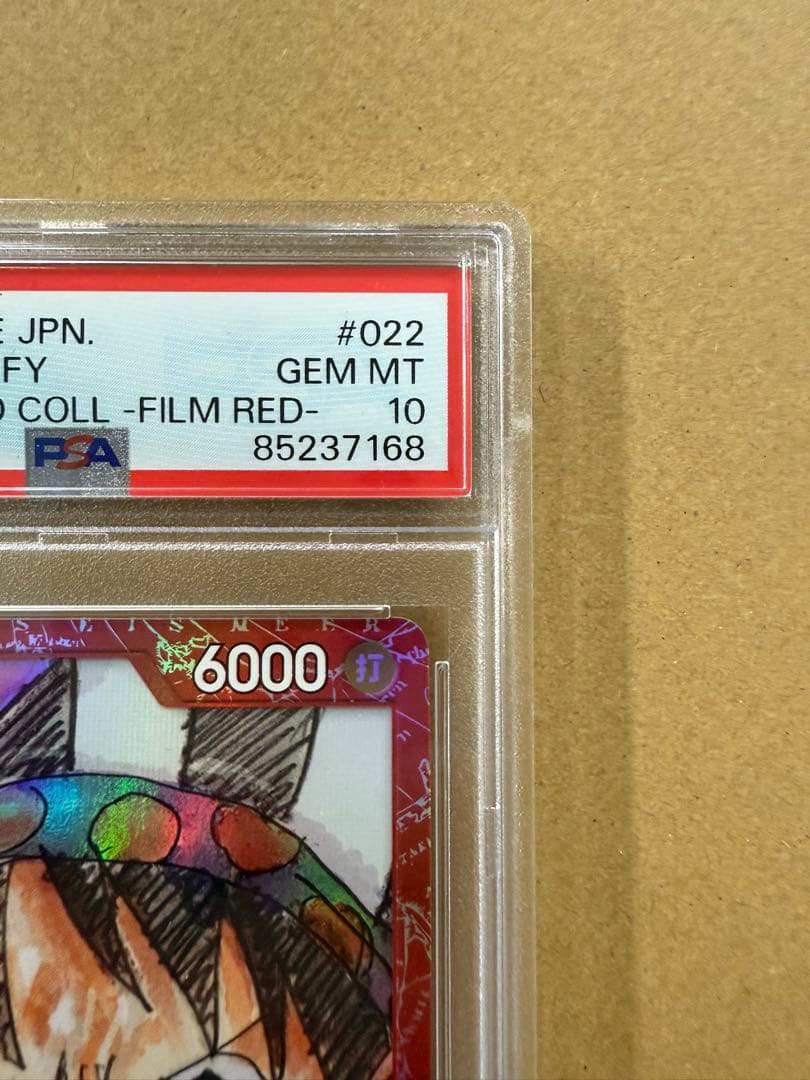 E JPN. #022
FY GEM MT
COLL -FILM RED- 10
PSA 85237168
6000 打